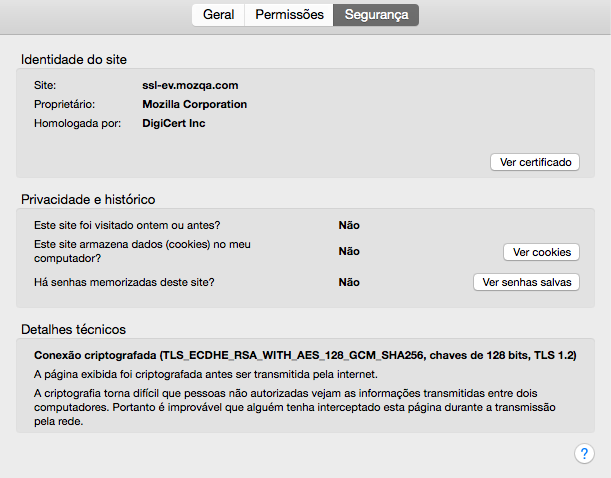 Geral Permissões Segurança
Identidade do site
Site: ssl-ev.mozqa.com
Proprietário: Mozilla Corporation
Homologada por: DigiCert Inc
Ver certificado
Privacidade e histórico
Este site foi visitado ontem ou antes? Não
Este site armazena dados (cookies) no meu
computador? Não Ver cookies
Há senhas memorizadas deste site? Não Ver senhas salvas
Detalhes técnicos
Conexão criptografada (TLS_ECDHE_RSA_WITH_AES_128_GCM_SHA256, chaves de 128 bits, TLS 1.2)
A página exibida foi criptografada antes ser transmitida pela internet.
A criptografia torna difícil que pessoas não autorizadas vejam as informações transmitidas entre dois
computadores. Portanto é improvável que alguém tenha interceptado esta página durante a transmissão
pela rede.
?